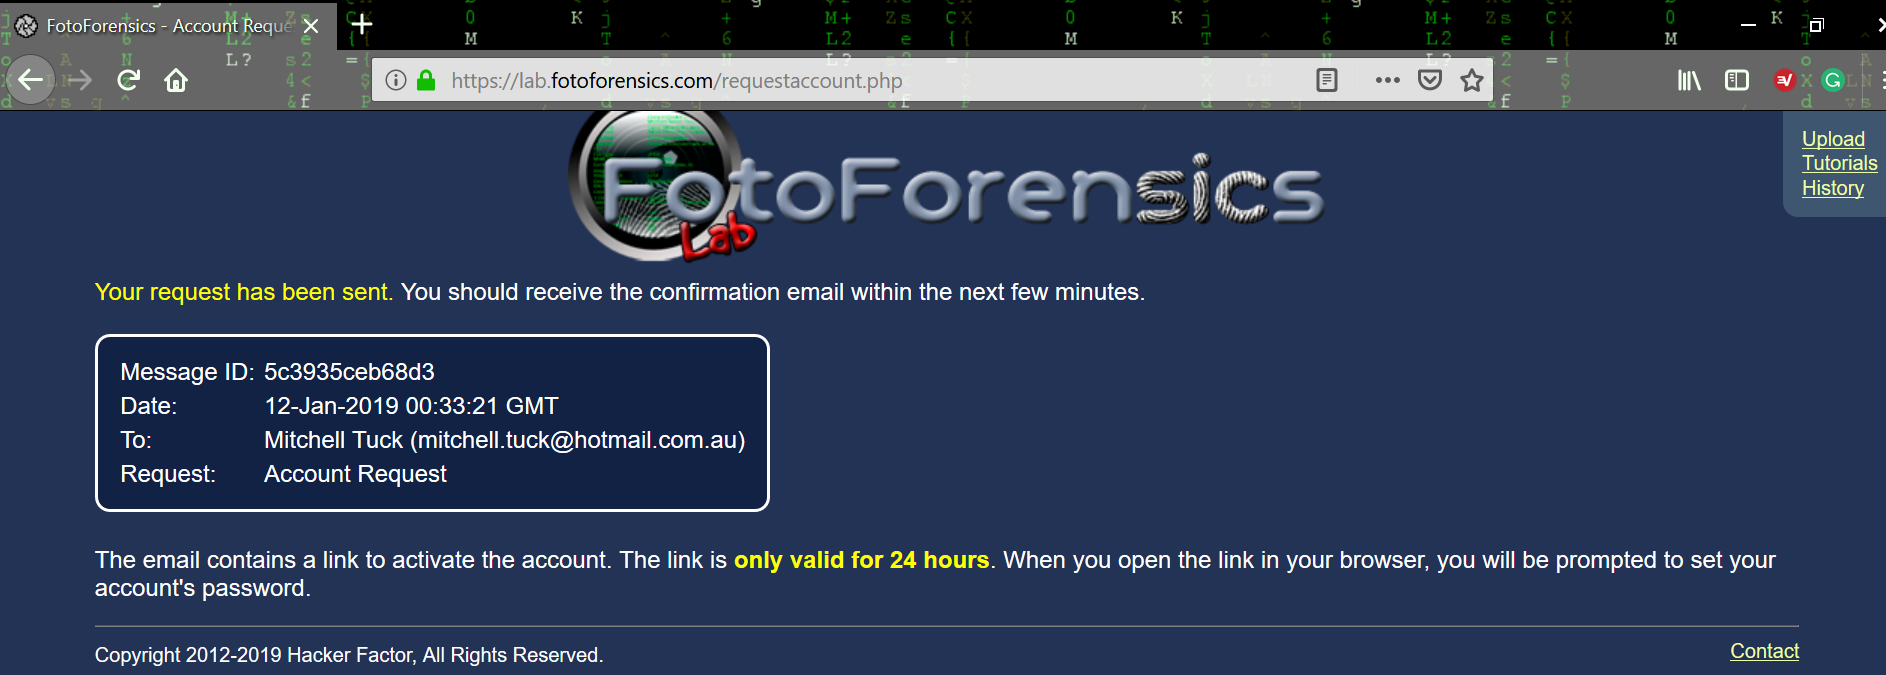 FotoForensics - Account Reque
https://lab.fotoforensics.com/requestaccount.php
Upload
Tutorials
History
FotoForensics
Lab
Your request has been sent. You should receive the confirmation email within the next few minutes.
Message ID: 5c3935ceb68d3
Date: 12-Jan-2019 00:33:21 GMT
To: Mitchell Tuck (mitchell.tuck@hotmail.com.au)
Request: Account Request
The email contains a link to activate the account. The link is only valid for 24 hours. When you open the link in your browser, you will be prompted to set your
account's password.
Copyright 2012-2019 Hacker Factor, All Rights Reserved.
Contact